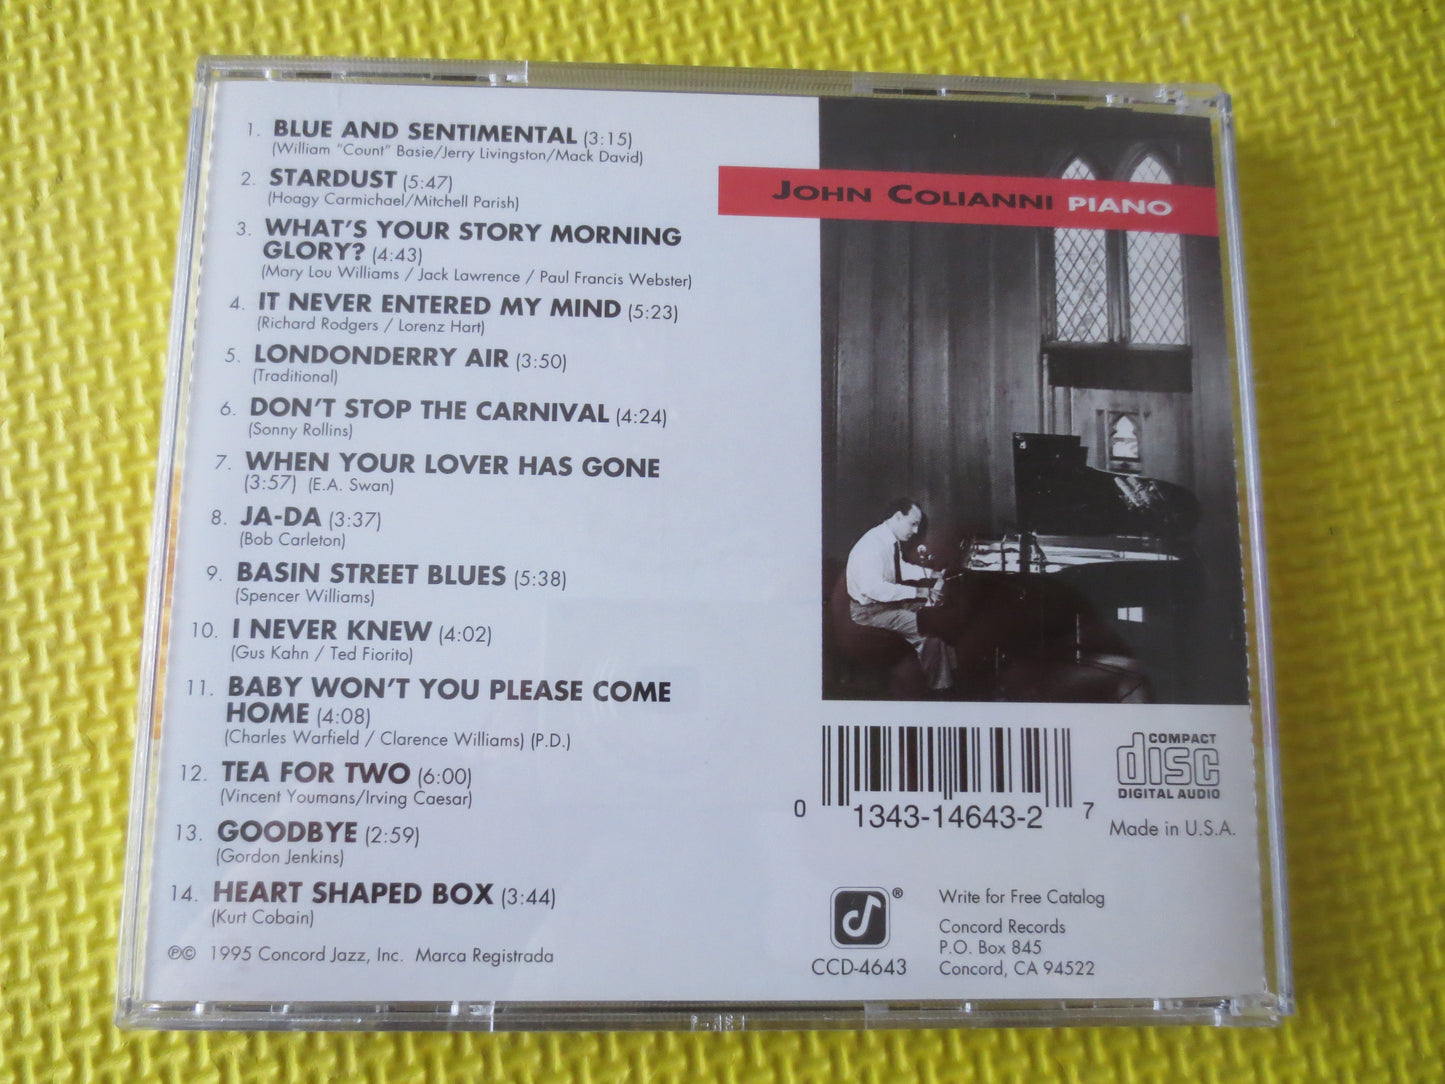 1. BLUE AND SENTIMENTAL (3:15)
(William "Count" Basie/Jerry Livingston/Mack David)
2. STARDUST (5:47)
(Hoagy Carmichael/Mitchell Parish)
3. WHAT'S YOUR STORY MORNING
GLORY? (4:43)
(Mary Lou Williams / Jack Lawrence / Paul Francis Webster)
4. IT NEVER ENTERED MY MIND (5:23)
(Richard Rodgers / Lorenz Hart)
5. LONDONDERRY AIR (3:50)
(Traditional)
6. DON'T STOP THE CARNIVAL (4:24)
(Sonny Rollins)
7. WHEN YOUR LOVER HAS GONE
(3:57) (E.A. Swan)
8. JA-DA (3:37)
(Bob Carleton)
9. BASIN STREET BLUES (5:38)
(Spencer Williams)
10. I NEVER KNEW (4:02)
(Gus Kahn / Ted Fiorito)
11. BABY WON'T YOU PLEASE COME
HOME (4:08)
(Charles Warfield / Clarence Williams) (P.D.)
12. TEA FOR TWO (6:00)
(Vincent Youmans/Irving Caesar)
13. GOODBYE (2:59)
(Gordon Jenkins)
14. HEART SHAPED BOX (3:44)
(Kurt Cobain)
℗© 1995 Concord Jazz, Inc. Marca Registrada
JOHN COLIANNI PIANO
0 1343-14643-2 7
COMPACT
disc
DIGITAL AUDIO
Made in U.S.A.
®
CCD-4643
Write for Free Catalog
Concord Records
P.O. Box 845
Concord, CA 94522